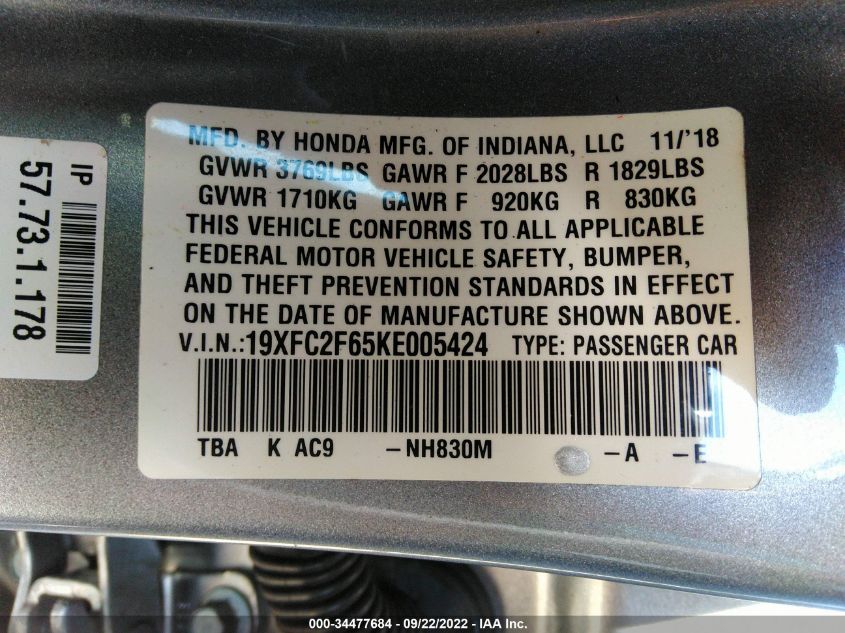 MFD. BY HONDA MFG. OF INDIANA, LLC 11/'18
GVWR 3769LBS GAWR F 2028LBS R 1829LBS
GVWR 1710KG GAWR F 920KG R 830KG
THIS VEHICLE CONFORMS TO ALL APPLICABLE
FEDERAL MOTOR VEHICLE SAFETY, BUMPER,
AND THEFT PREVENTION STANDARDS IN EFFECT
ON THE DATE OF MANUFACTURE SHOWN ABOVE.
V.I.N.:19XFC2F65KE005424 TYPE: PASSENGER CAR
TBA K AC9 -NH830M -A -E
IP
57.73.1.178
000-34477684 / 09/22/2022 - IAA Inc.